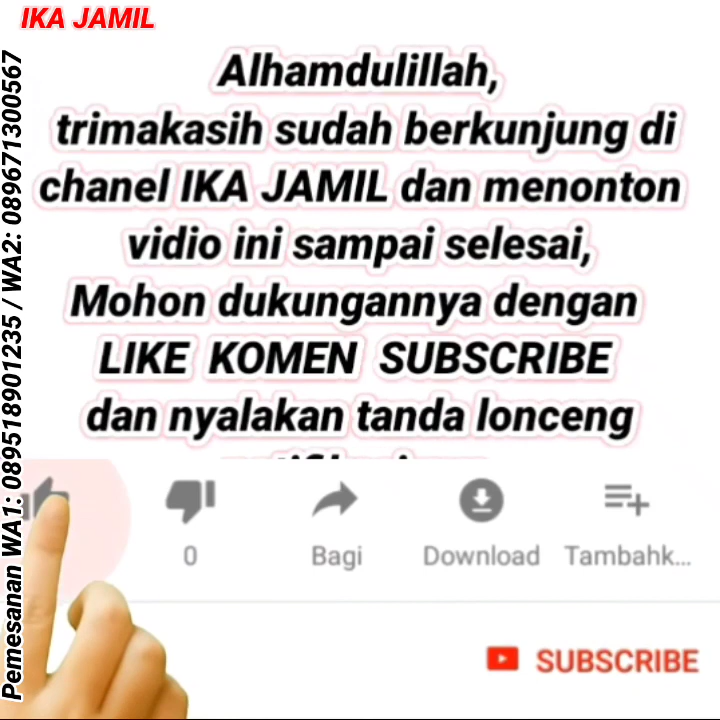 IKA JAMIL
Pemesanan WA1: 089518901235 / WA2: 089671300567
Alhamdulillah,
trimakasih sudah berkunjung di
chanel IKA JAMIL dan menonton
vidio ini sampai selesai,
Mohon dukungannya dengan
LIKE KOMEN SUBSCRIBE
dan nyalakan tanda lonceng
0 Bagi Download Tambahk...
SUBSCRIBE